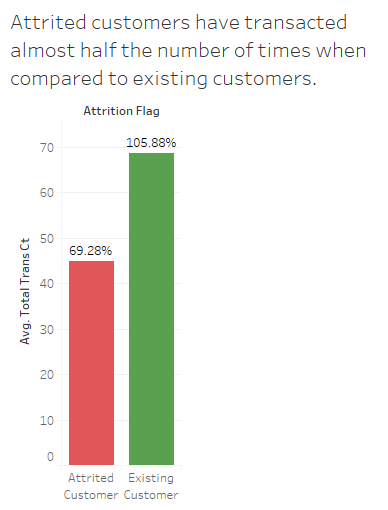 Attrited customers have transacted
almost half the number of times when
compared to existing customers.
Attrition Flag
105.88%
69.28%
70
60
50
40
30
20
10
0
Avg. Total Trans Ct
Attrited Existing
Customer Customer